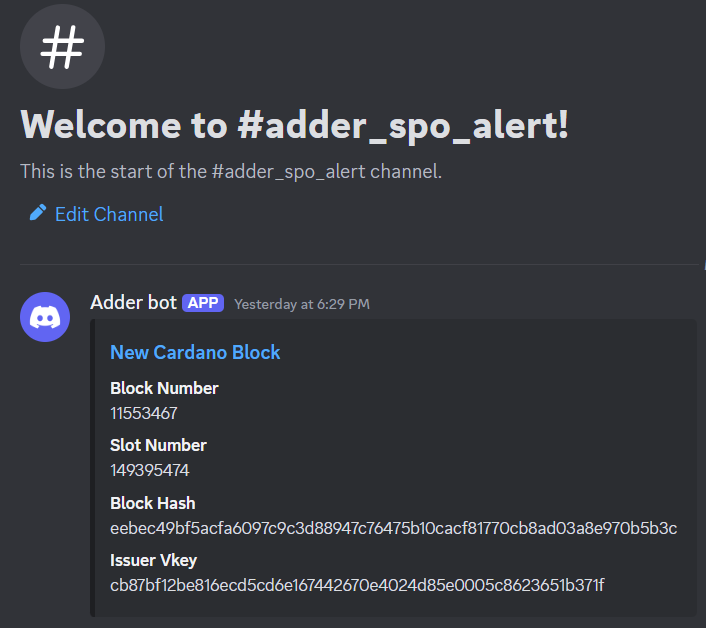 #
Welcome to #adder_spo_alert!
This is the start of the #adder_spo_alert channel.
Edit Channel
Adder bot APP Yesterday at 6:29 PM
New Cardano Block
Block Number
11553467
Slot Number
149395474
Block Hash
eebec49bf5acfa6097c9c3d88947c76475b10cacf81770cb8ad03a8e970b5b3c
Issuer Vkey
cb87bf12be816ecd5cd6e167442670e4024d85e0005c8623651b371f